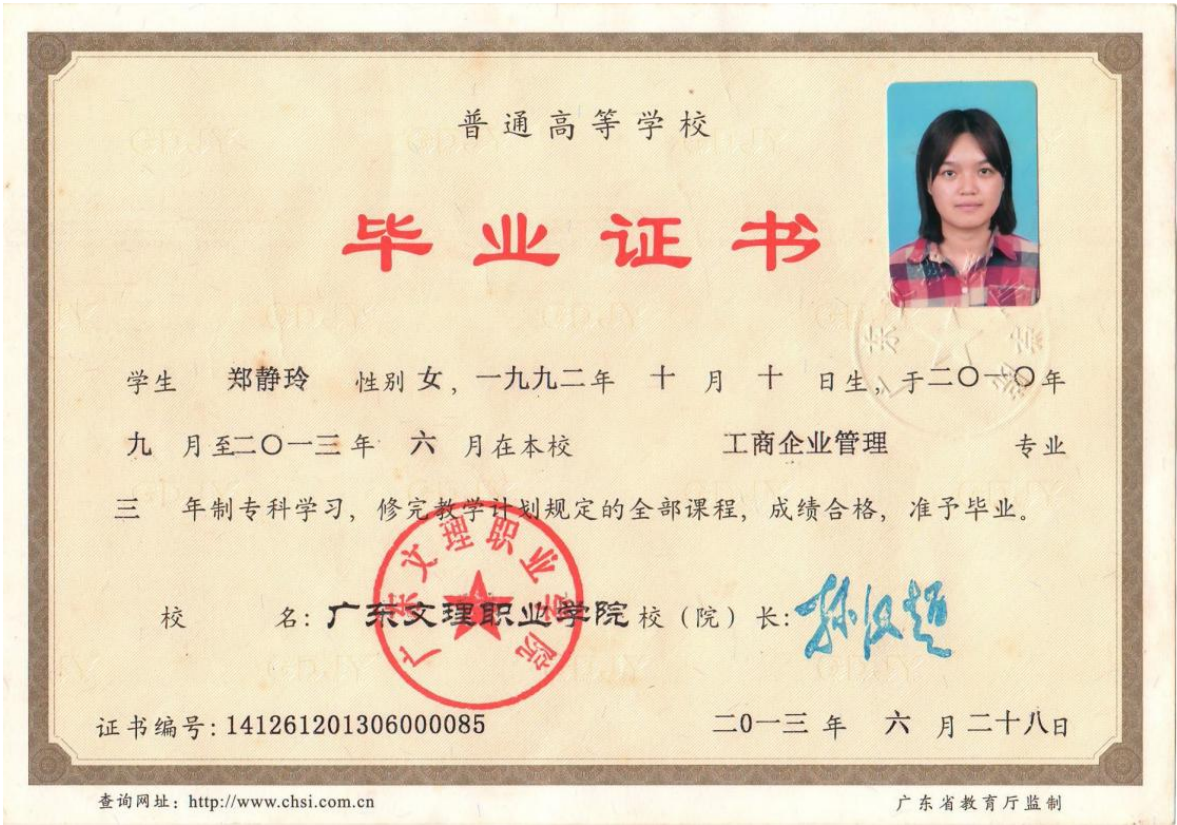 普通高等学校
毕业证书
学生 郑静玲 性别 女，一九九二年 十 月 十 日生，于二〇一〇年
九 月至二〇一三年 六 月在本校 工商企业管理 专业
三 年制专科学习，修完教学计划规定的全部课程，成绩合格，准予毕业。
广东文理职业学院
校 名：广东文理职业学院 校（院）长：孙汉超
证书编号：141261201306000085 二0一三 年 六 月二十八日
查询网址：http://www.chsi.com.cn 广东省教育厅监制